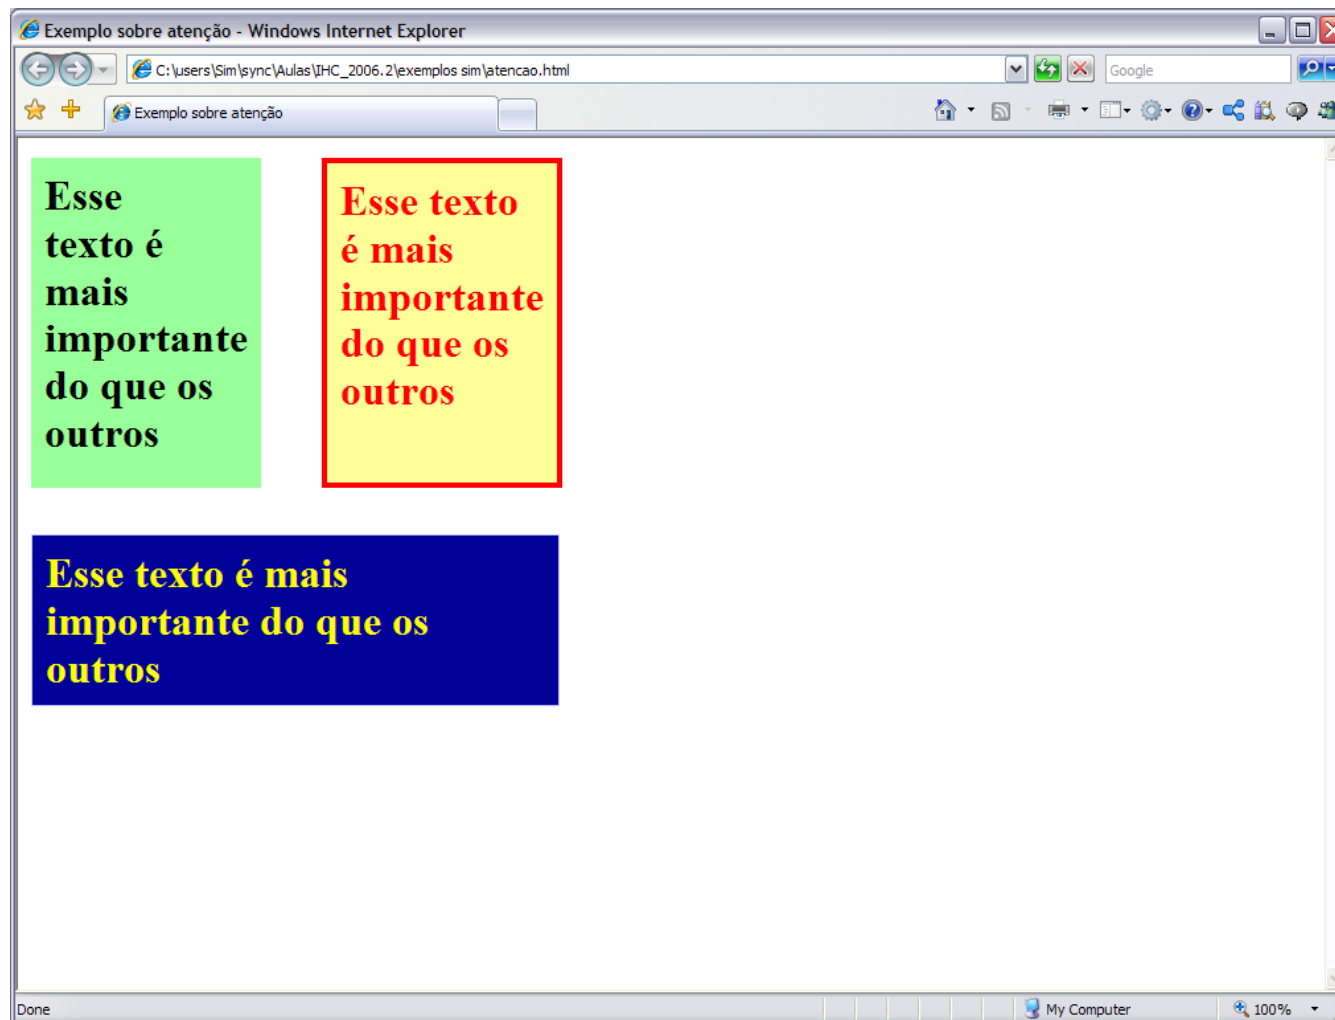 Exemplo sobre atenção - Windows Internet Explorer
C:\users\Sim\sync\Aulas\IHC_2006.2\exemplos sim\atencao.html
Google
Exemplo sobre atenção
Esse
texto é
mais
importante
do que os
outros
Esse texto
é mais
importante
do que os
outros
Esse texto é mais
importante do que os
outros
Done
My Computer
100%